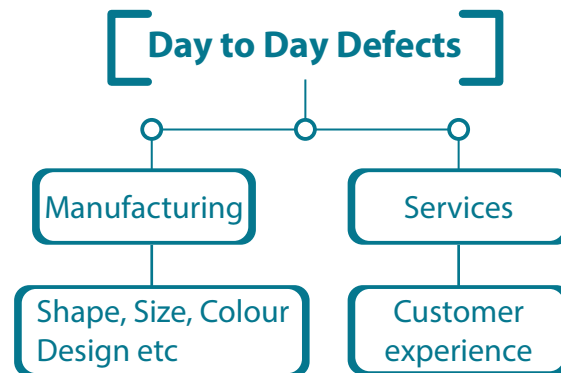 Day to Day Defects
Manufacturing
Services
Shape, Size, Colour
Design etc
Customer
experience